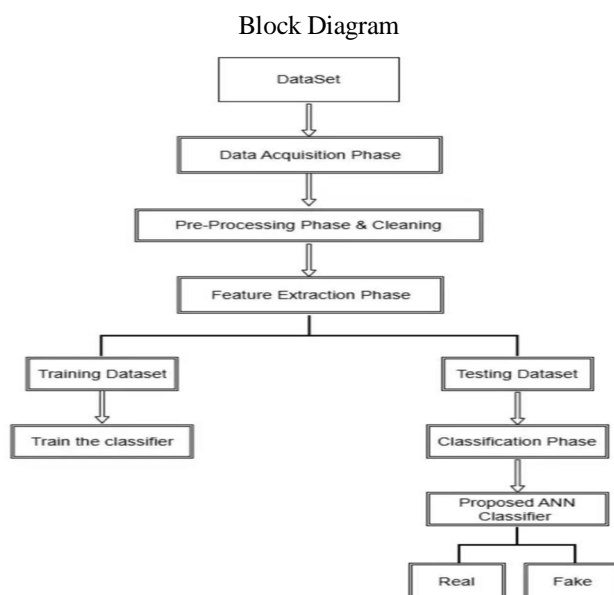 Block Diagram
DataSet
Data Acquisition Phase
Pre-Processing Phase & Cleaning
Feature Extraction Phase
Training Dataset
Testing Dataset
Train the classifier
Classification Phase
Proposed ANN
Classifier
Real
Fake